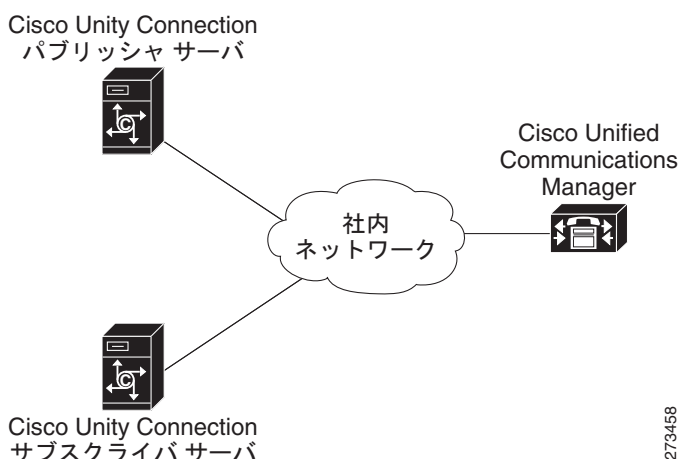 Cisco Unity Connection
パブリッシャ サーバ
Cisco Unified
Communications
Manager
社内
ネットワーク
Cisco Unity Connection
サブスクライバ サーバ
273458